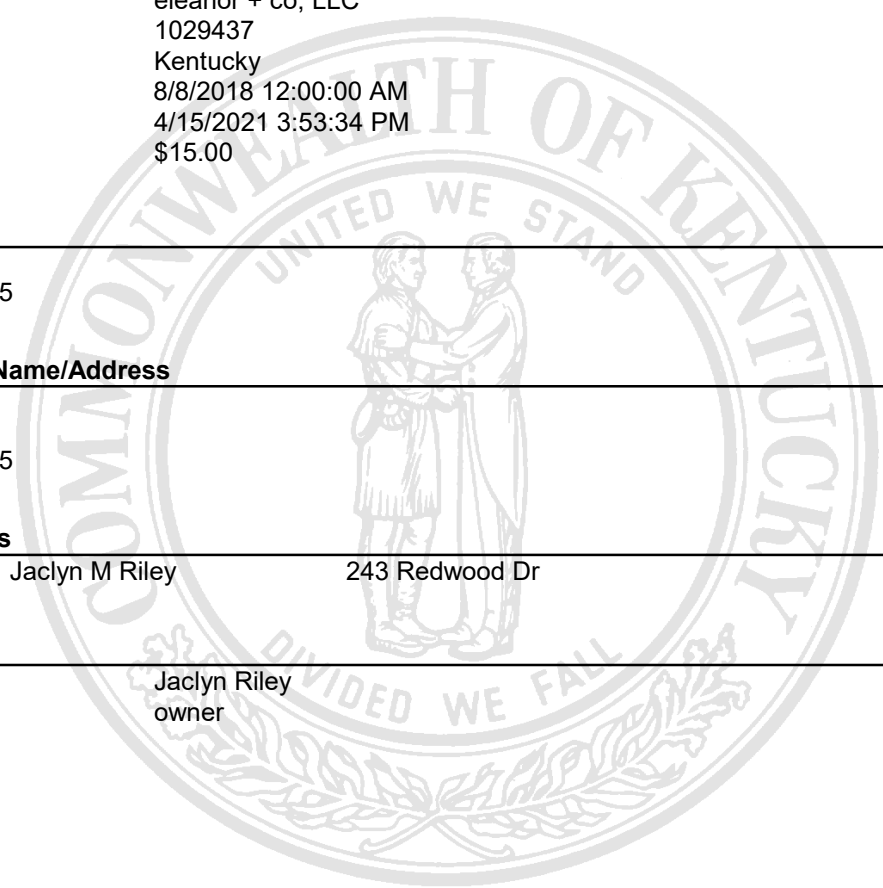 eleanor + co, LLC
1029437
Kentucky
8/8/2018 12:00:00 AM
4/15/2021 3:53:34 PM
$15.00
5
Name/Address
5
s
Jaclyn M Riley 243 Redwood Dr
Jaclyn Riley
owner
COMMONWEALTH OF KENTUCKY
UNITED WE STAND
DIVIDED WE FALL